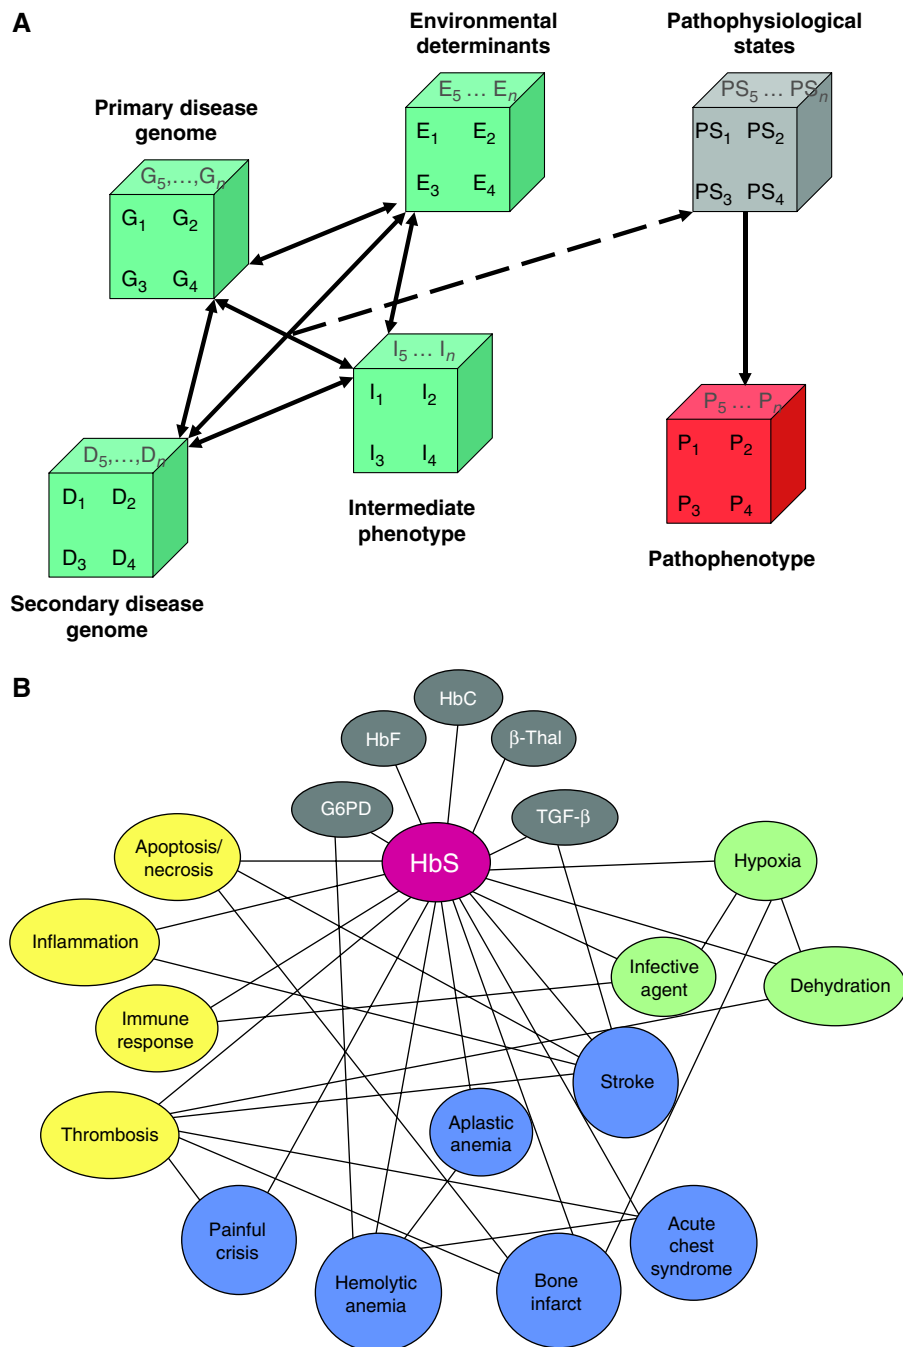 A
Environmental
determinants
Pathophysiological
states
Primary disease
genome
E5 ... En
E1 E2
E3 E4
PS5 ... PSn
PS1 PS2
PS3 PS4
G5,...,Gn
G1 G2
G3 G4
I5 ... In
I1 I2
I3 I4
P5 ... Pn
P1 P2
P3 P4
D5,...,Dn
D1 D2
D3 D4
Intermediate
phenotype
Pathophenotype
Secondary disease
genome
B
HbC
HbF
β-Thal
G6PD
TGF-β
HbS
Apoptosis/
necrosis
Hypoxia
Inflammation
Infective
agent
Dehydration
Immune
response
Stroke
Thrombosis
Aplastic
anemia
Painful
crisis
Acute
chest
syndrome
Hemolytic
anemia
Bone
infarct